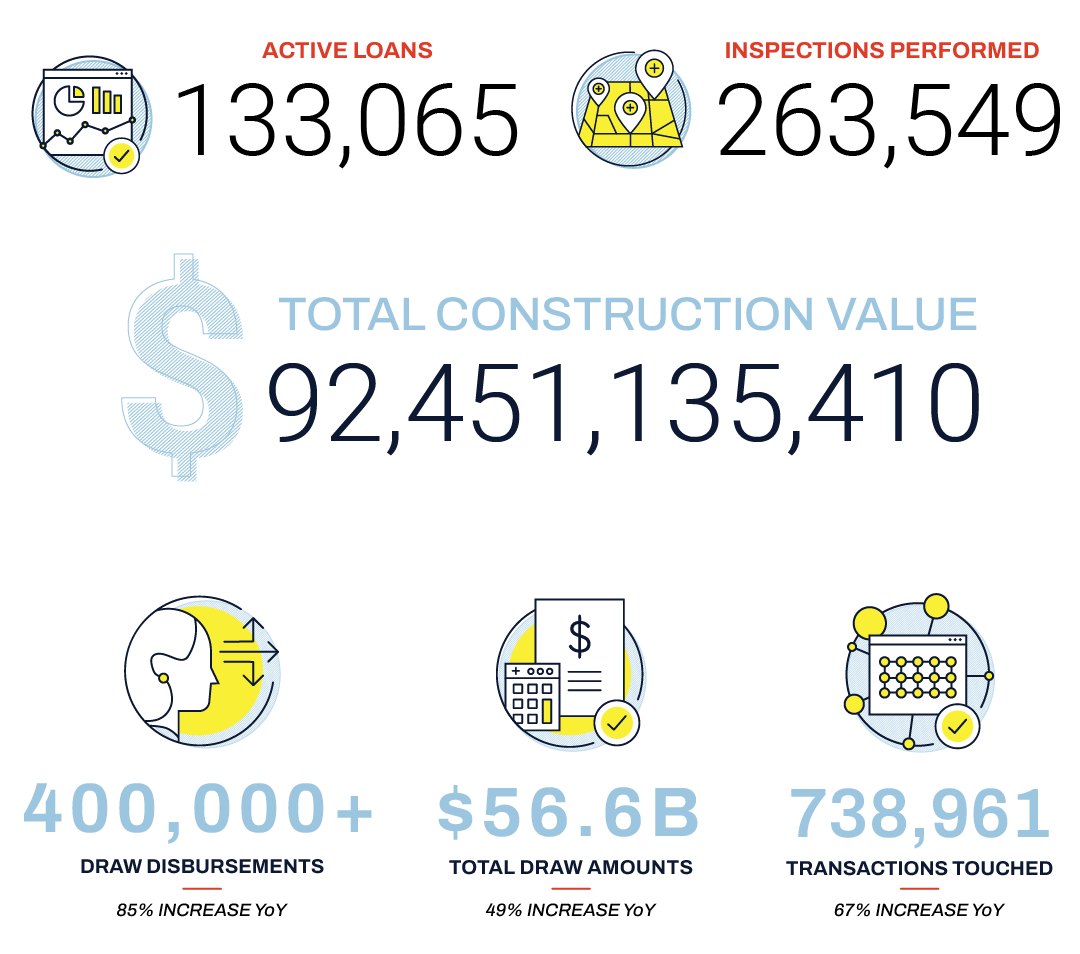 ACTIVE LOANS
133,065
INSPECTIONS PERFORMED
263,549
TOTAL CONSTRUCTION VALUE
$92,451,135,410
400,000+
DRAW DISBURSEMENTS
85% INCREASE YoY
$
$56.6B
TOTAL DRAW AMOUNTS
49% INCREASE YoY
738,961
TRANSACTIONS TOUCHED
67% INCREASE YoY